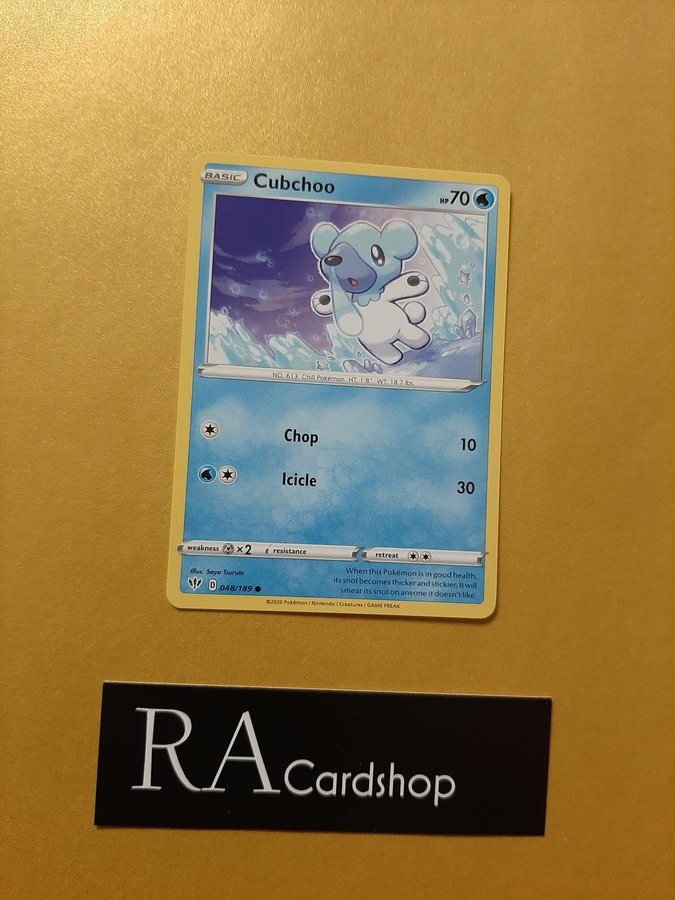 BASIC Cubchoo HP 70
NO. 613 Chill Pokémon HT 1'8" WT 18.7 lbs.
Chop 10
Icicle 30
weakness ×2 resistance retreat
Illus. Saya Tsuruta
D 048/189
When this Pokémon is in good health,
its snot becomes thicker and stickier. It will
smear its snot on anyone it doesn't like.
©2020 Pokémon / Nintendo / Creatures / GAME FREAK
RA Cardshop